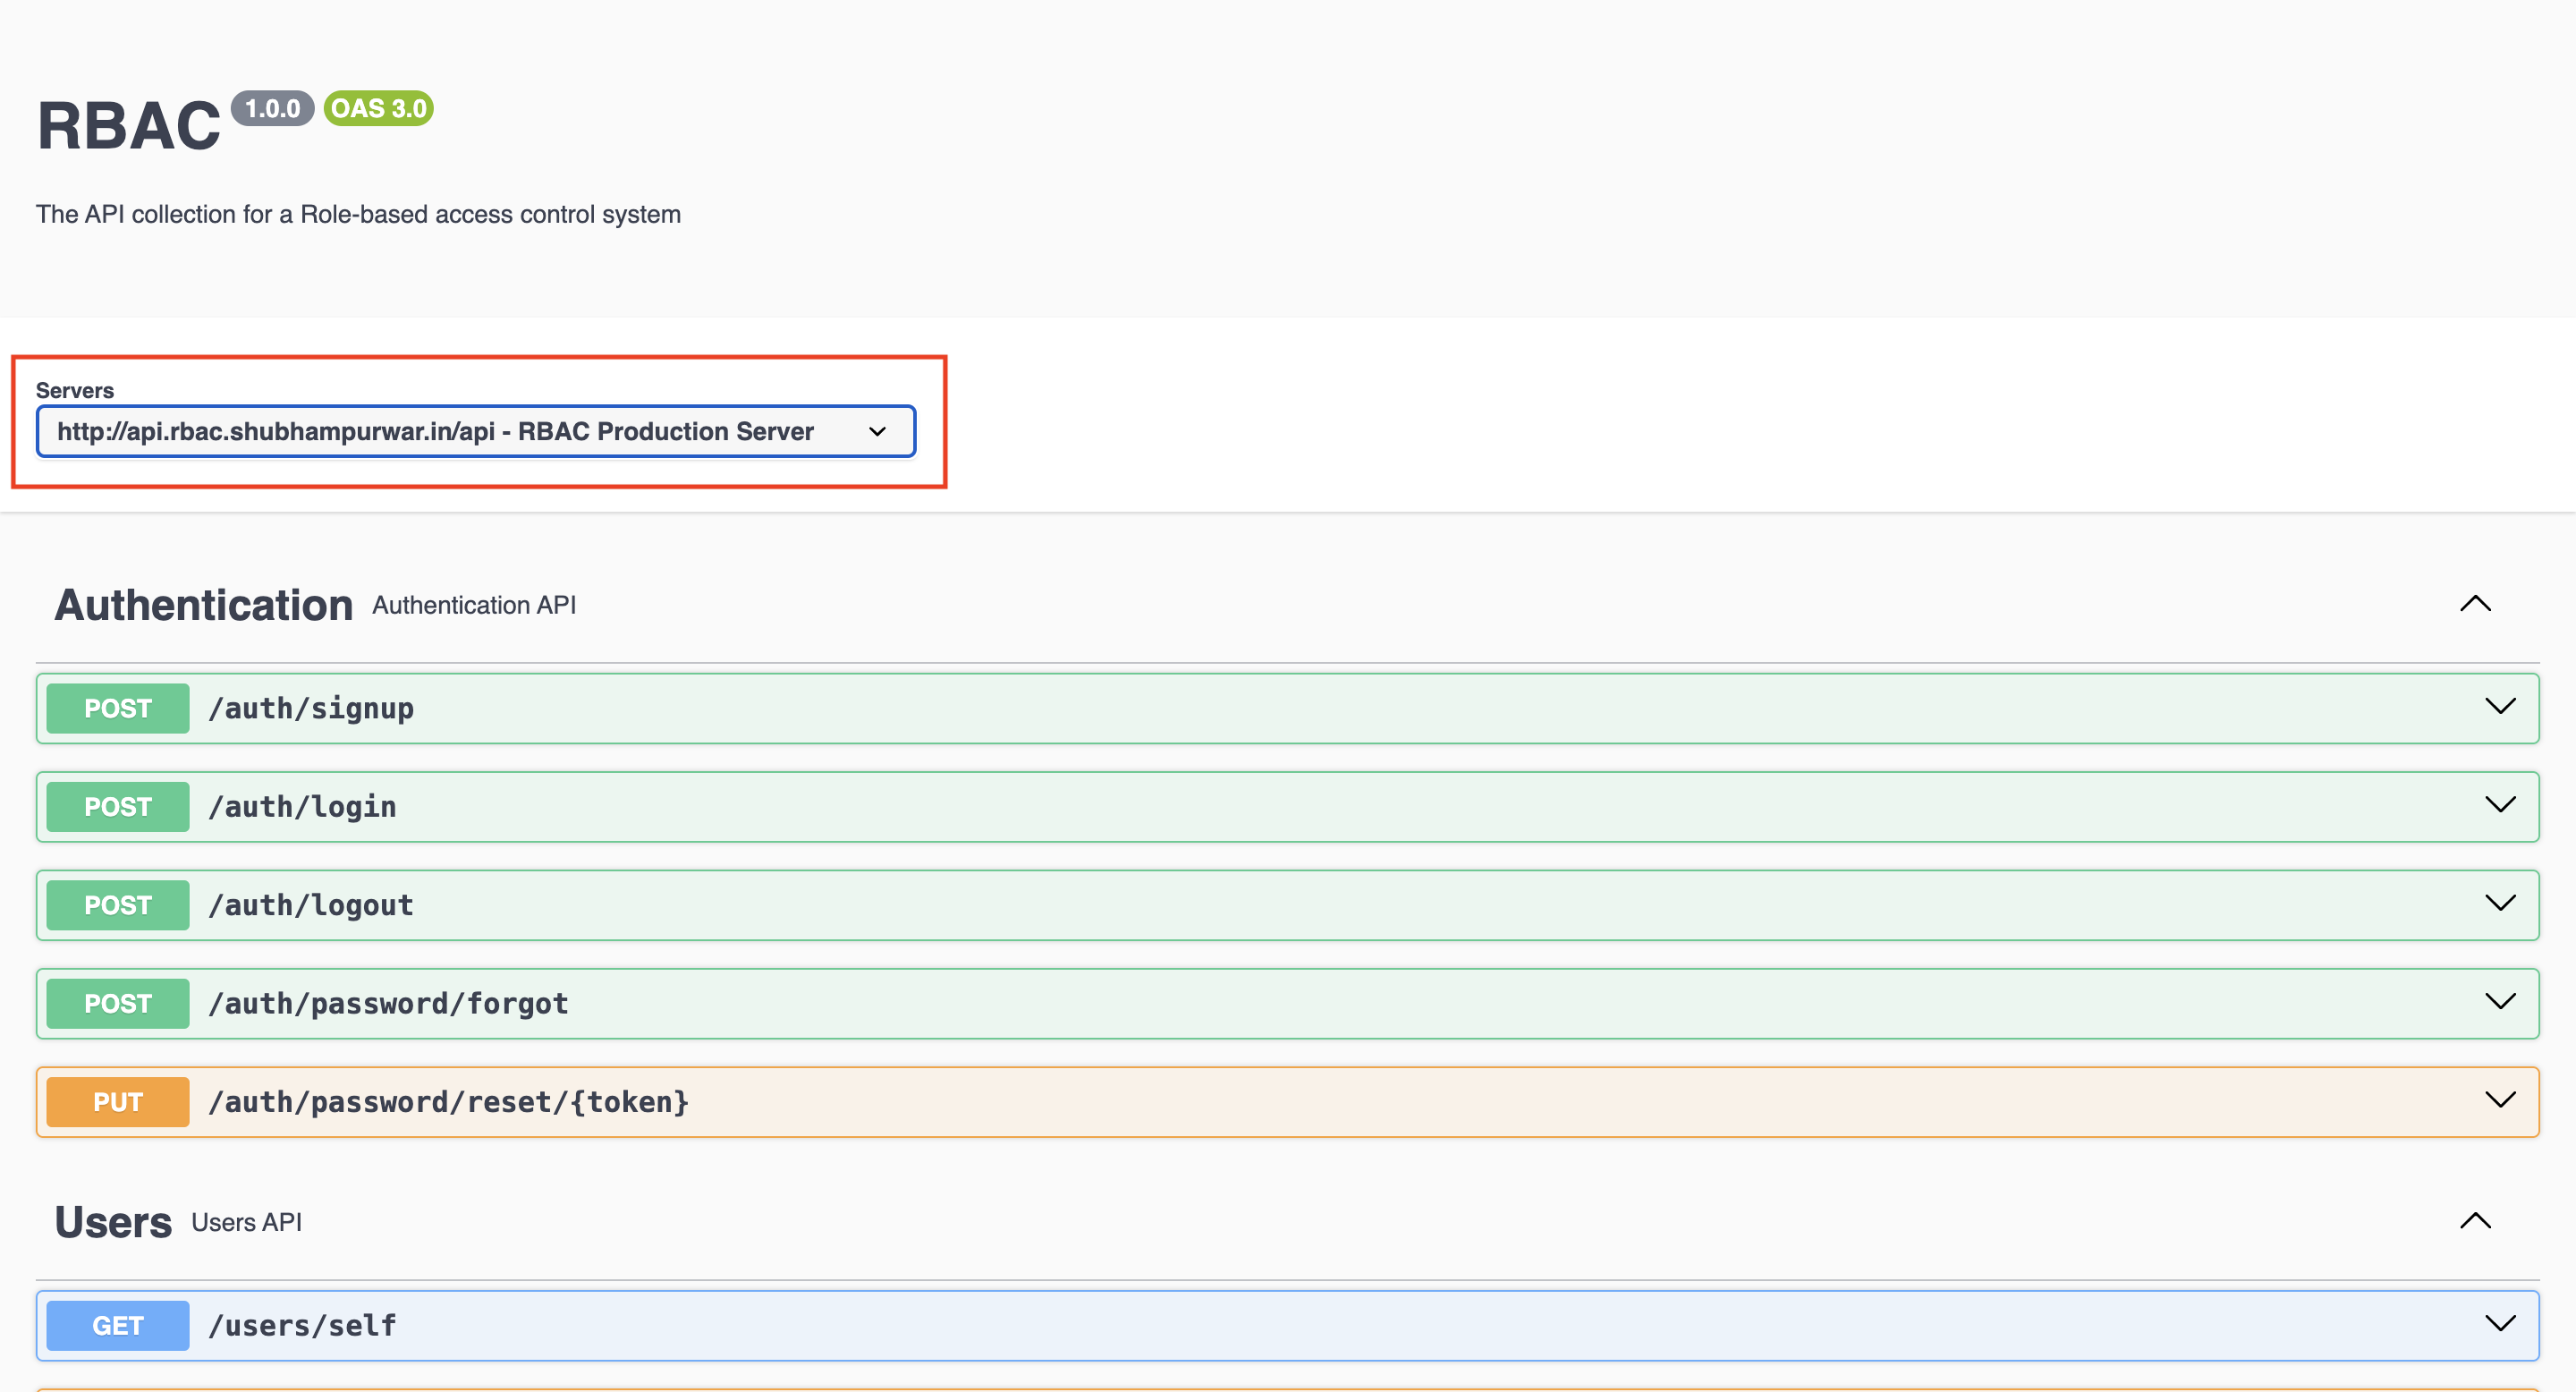 RBAC 1.0.0 OAS 3.0
The API collection for a Role-based access control system
Servers
http://api.rbac.shubhampurwar.in/api - RBAC Production Server
Authentication Authentication API
POST /auth/signup
POST /auth/login
POST /auth/logout
POST /auth/password/forgot
PUT /auth/password/reset/{token}
Users Users API
GET /users/self